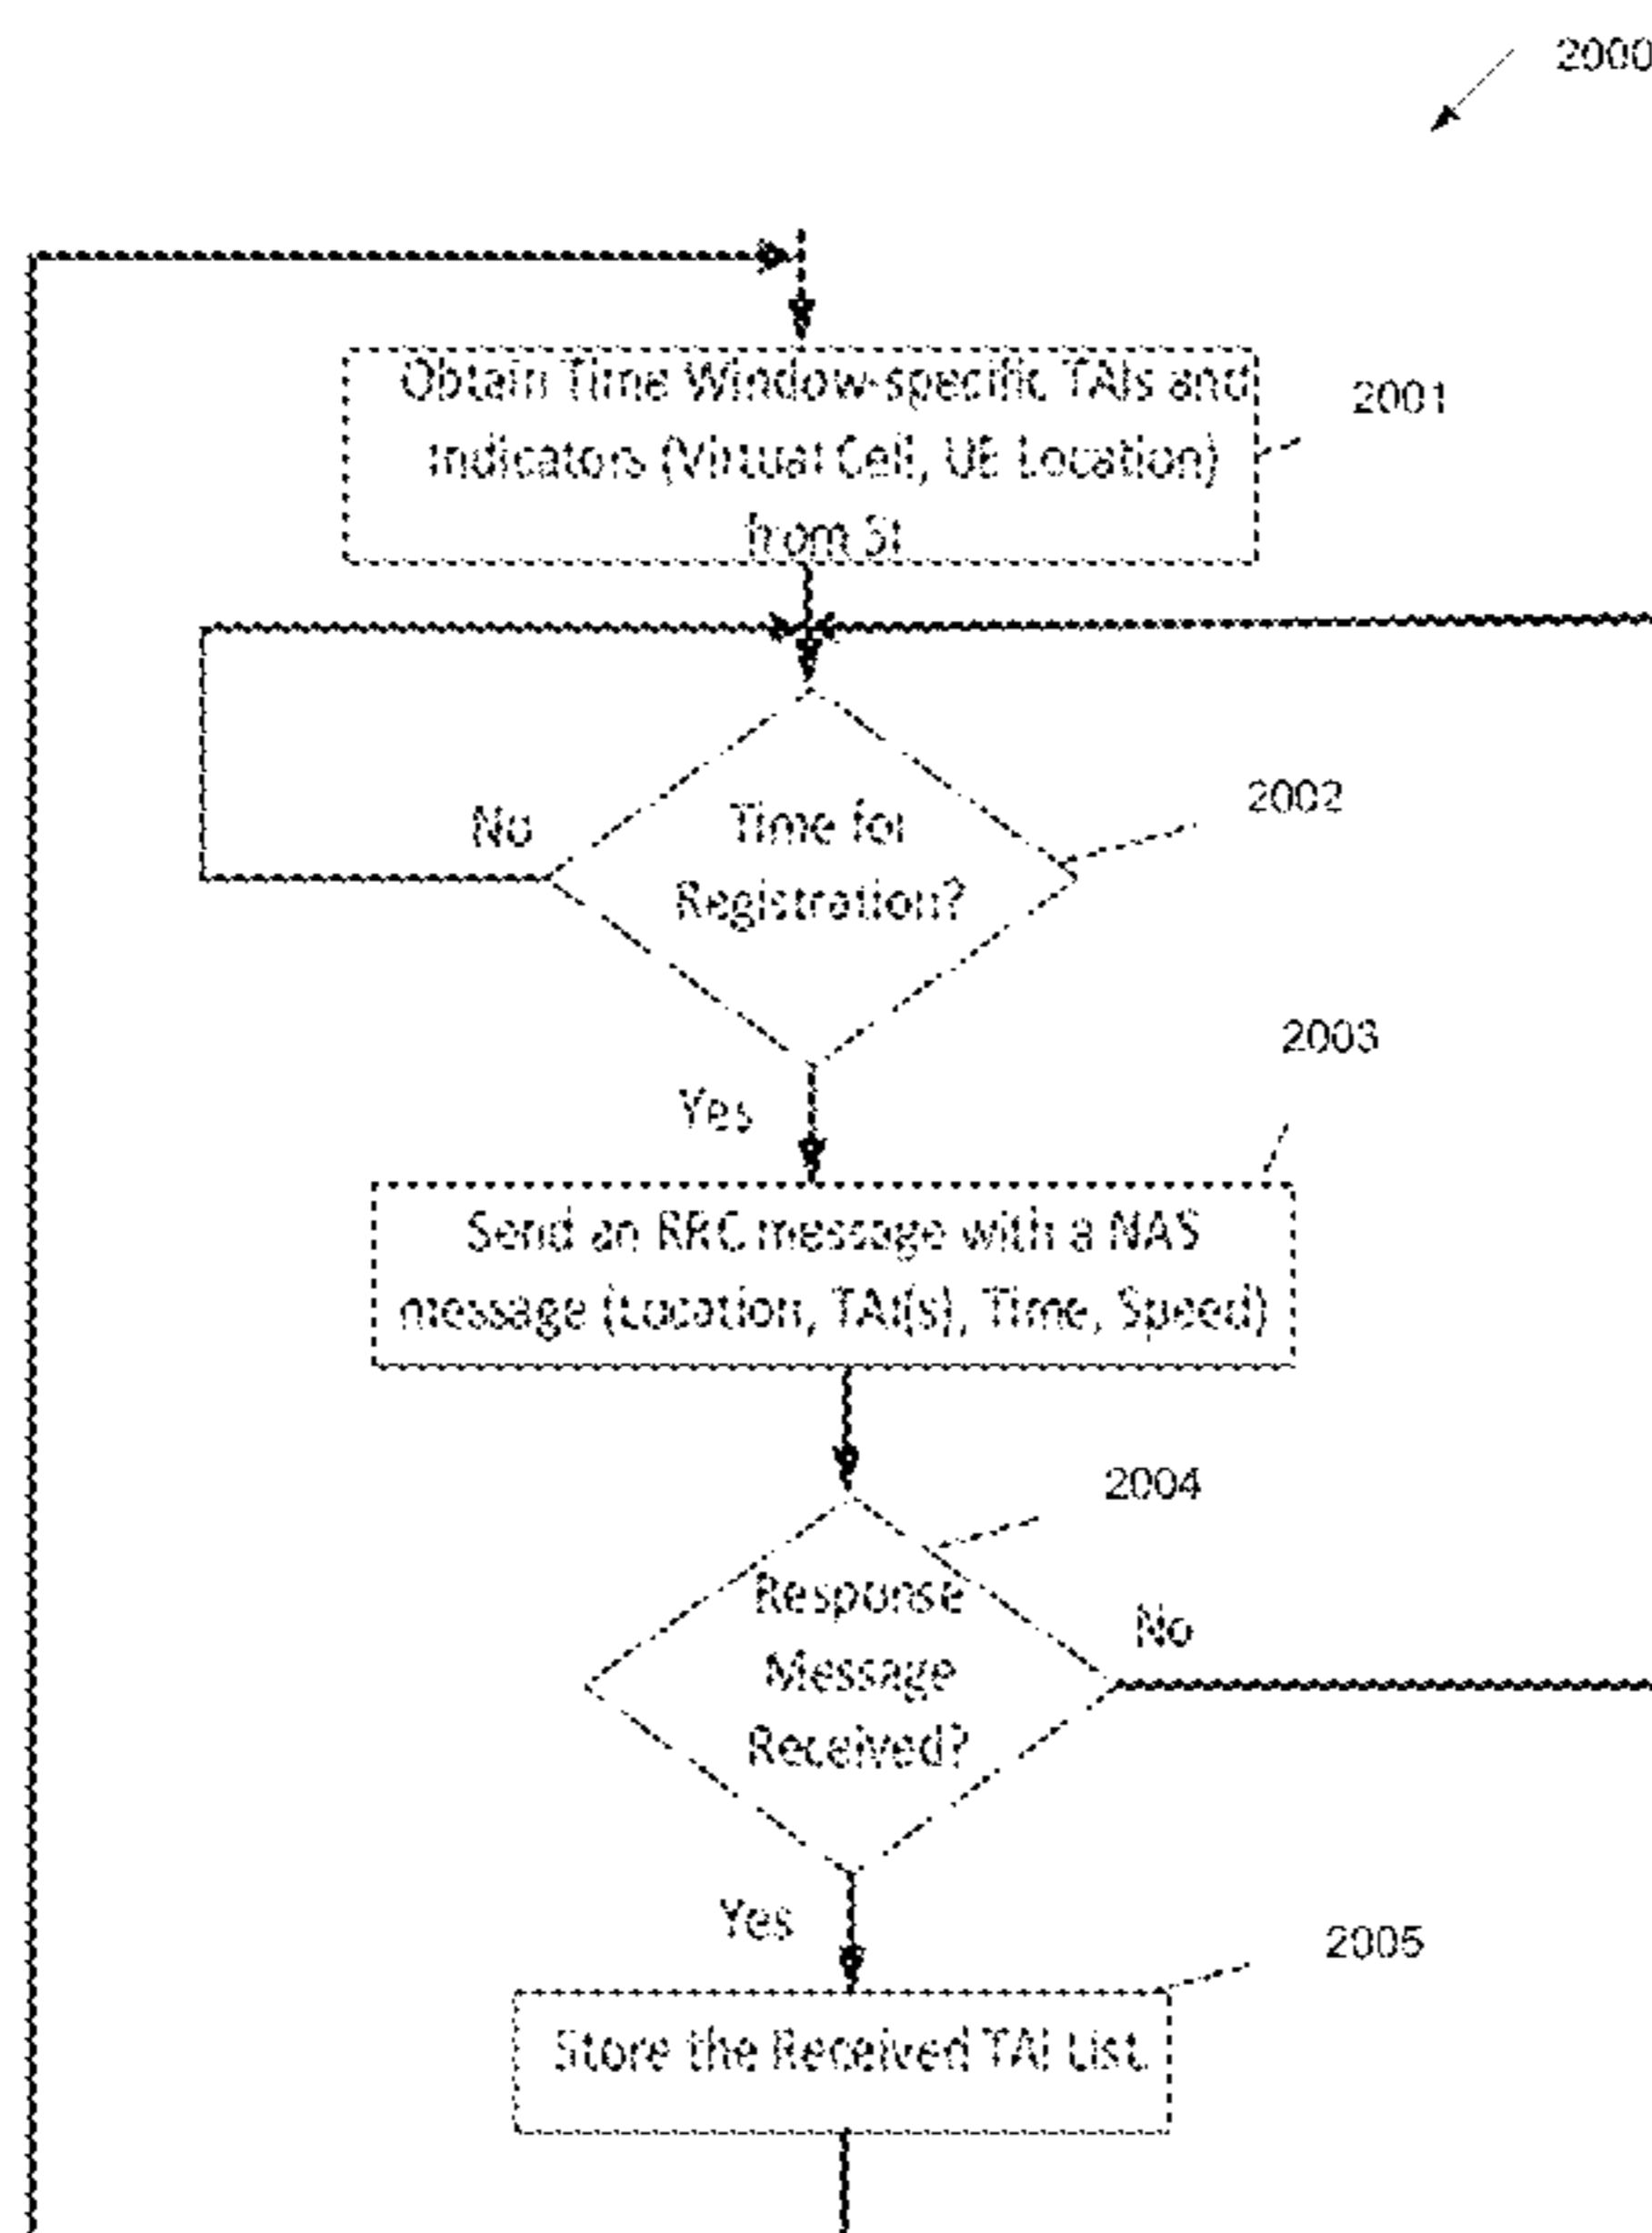 2000
Obtain Time Window-specific TAIs and
Indicators (Virtual Cell, UE Location)
from SI
2001
No
Time for
Registration?
2002
Yes
2003
Send an RRC message with a NAS
message (Location, TAI(s), Time, Speed)
2004
Response
Message
Received?
No
Yes
2005
Store the Received TAI List